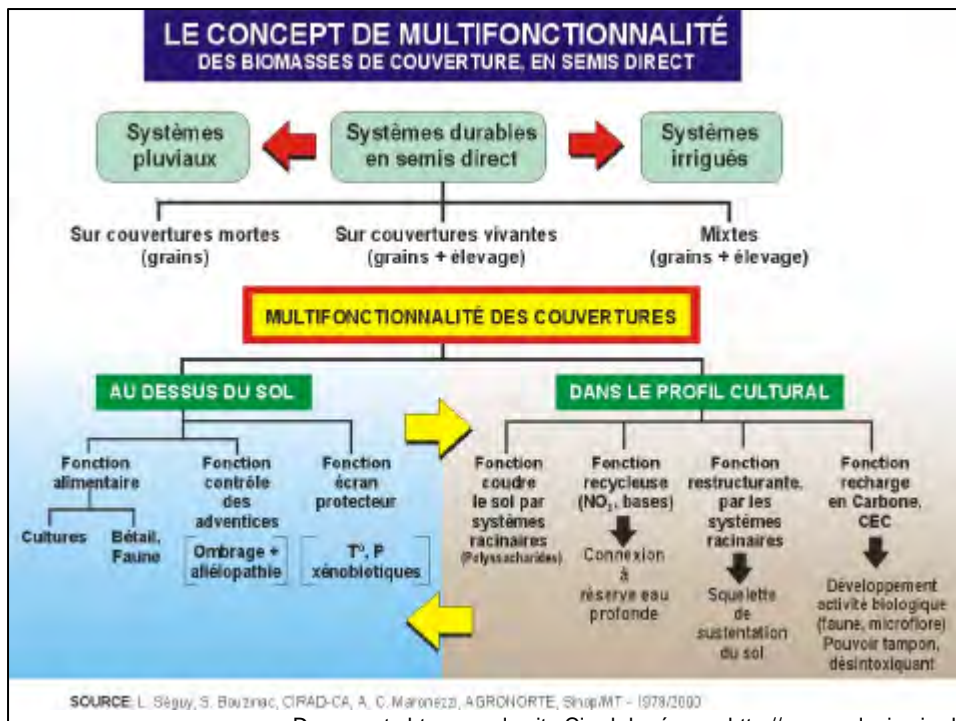 LE CONCEPT DE MULTIFONCTIONNALITÉ
DES BIOMASSES DE COUVERTURE, EN SEMIS DIRECT
Systèmes
pluviaux
Systèmes durables
en semis direct
Systèmes
irrigués
Sur couvertures mortes
(grains)
Sur couvertures vivantes
(grains + élevage)
Mixtes
(grains + élevage)
MULTIFONCTIONNALITÉ DES COUVERTURES
AU DESSUS DU SOL
Fonction
alimentaire
Cultures
Bétail,
Faune
Fonction
contrôle
des
adventices
Ombrage +
allélopathie
Fonction
écran
protecteur
T°, P
xénobiotiques
DANS LE PROFIL CULTURAL
Fonction
coudre
le sol par
systèmes
racinaires
(Polyssacharides)
Fonction
recycleuse
(NO₃, bases)
Connexion
à
réserve eau
profonde
Fonction
restructurante,
par les
systèmes
racinaires
Squelette
de
sustentation
du sol
Fonction
recharge
en Carbone,
CEC
Développement
activité biologique
(faune, microflore)
Pouvoir tampon,
désintoxiquant
SOURCE: L. Séguy, S. Bouzinac, CIRAD-CA, A. C. Maronezzi, AGRONORTE, Sinop/MT - 1978/2000